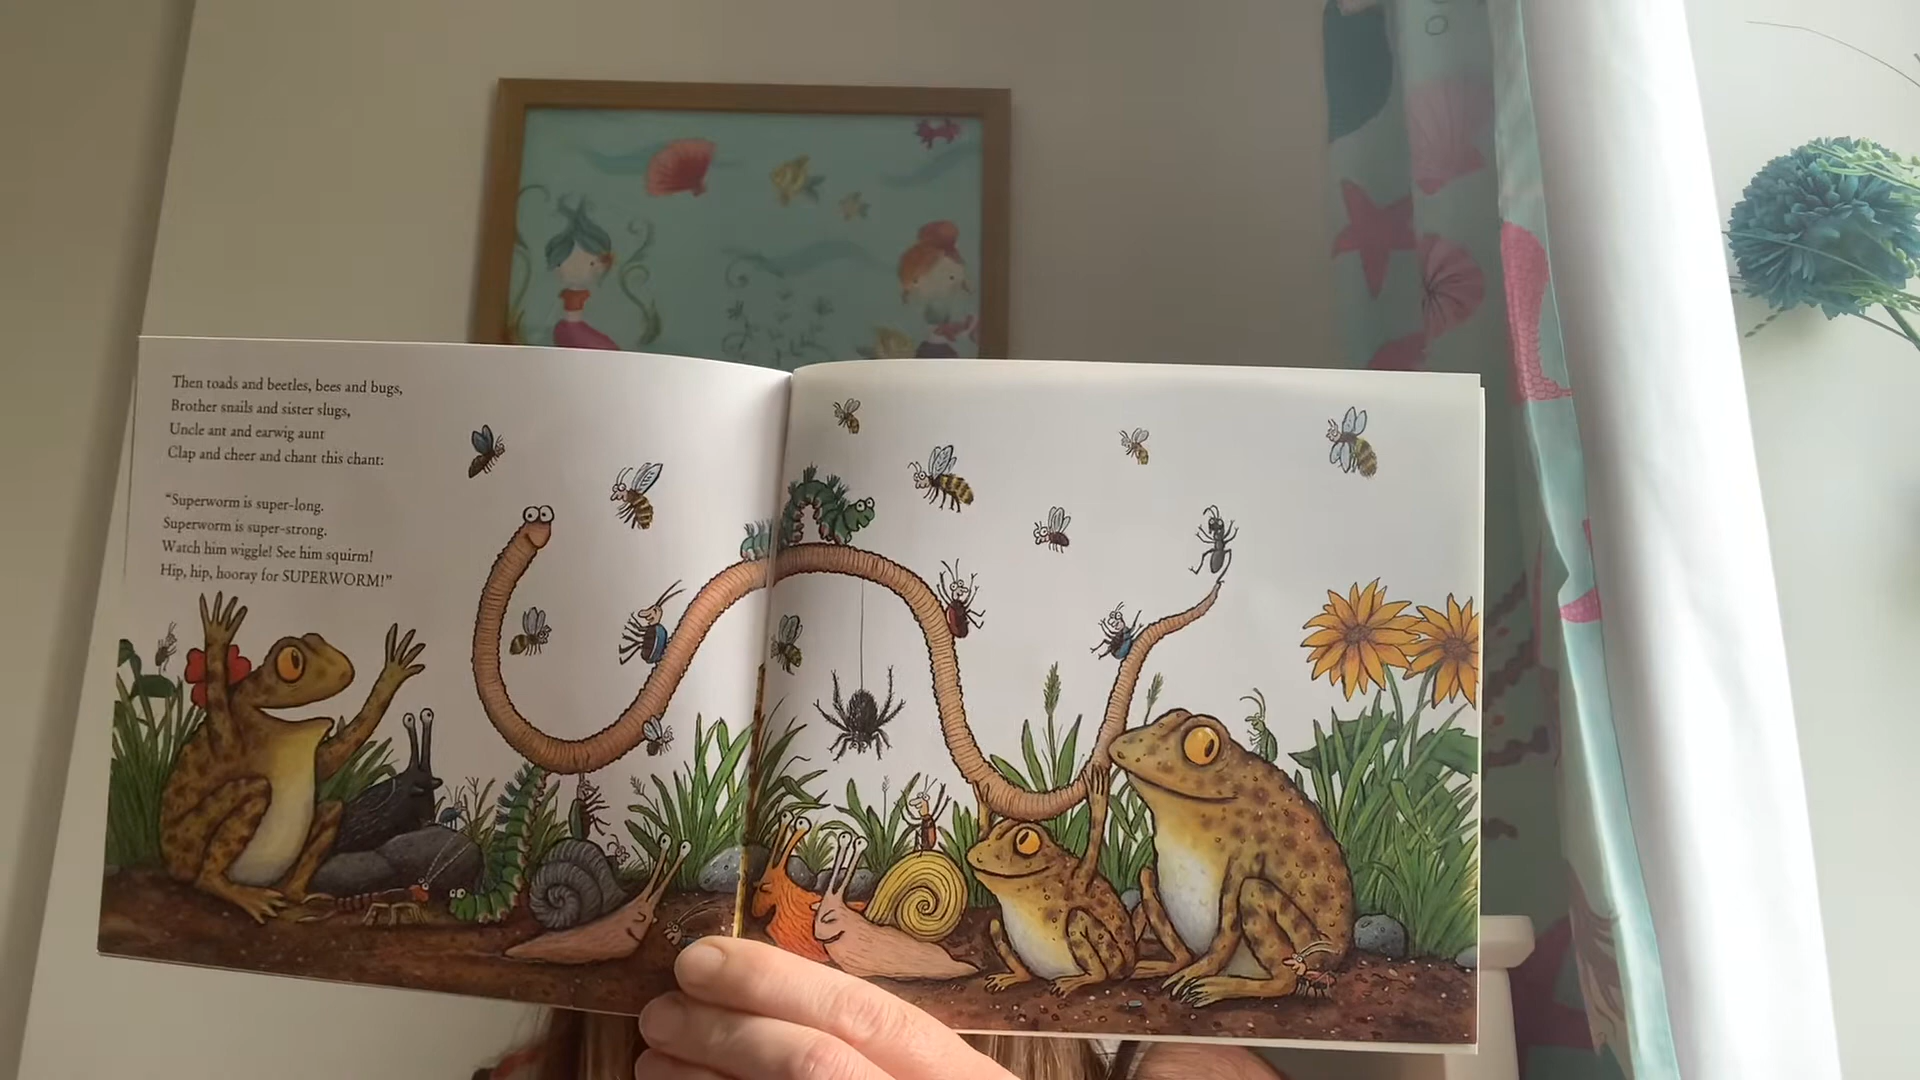 Then toads and beetles, bees and bugs,
Brother snails and sister slugs,
Uncle ant and earwig aunt
Clap and cheer and chant this chant:
“Superworm is super-long.
Superworm is super-strong.
Watch him wiggle! See him squirm!
Hip, hip, hooray for SUPERWORM!”